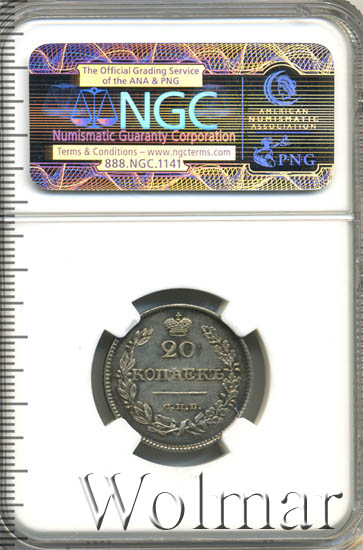 The Official Grading Service
of the ANA & PNG
NGC
Numismatic Guaranty Corporation
Terms & Conditions – www.ngcterms.com
888.NGC.1141
AMERICAN
NUMISMATIC
ASSOCIATION
PNG
20
КОПѢЕКЪ
С.П.Б.
Wolmar